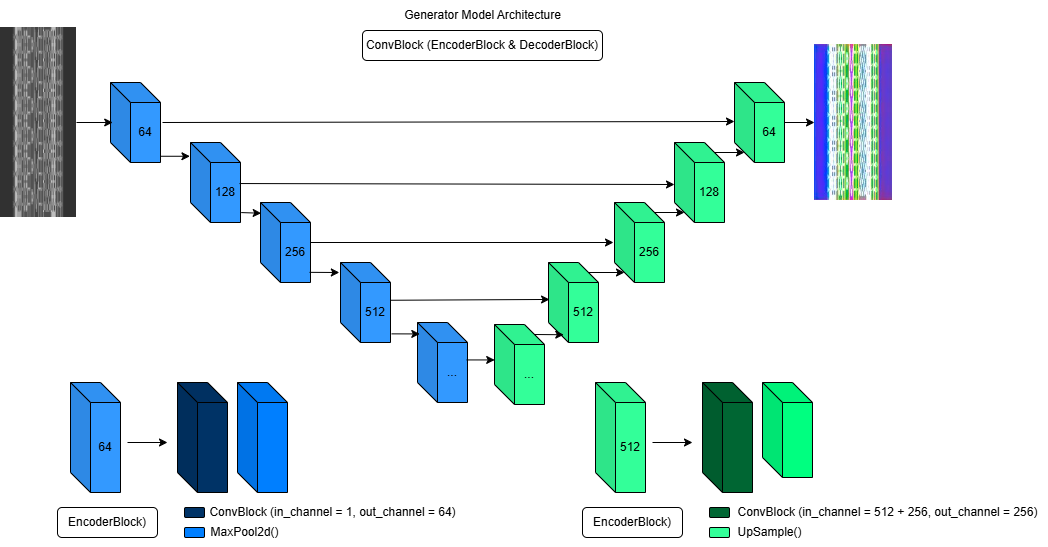 Generator Model Architecture
ConvBlock (EncoderBlock & DecoderBlock)
64
64
128
128
256
256
512
512
...
...
64
512
EncoderBlock)
ConvBlock (in_channel = 1, out_channel = 64)
MaxPool2d()
EncoderBlock)
ConvBlock (in_channel = 512 + 256, out_channel = 256)
UpSample()